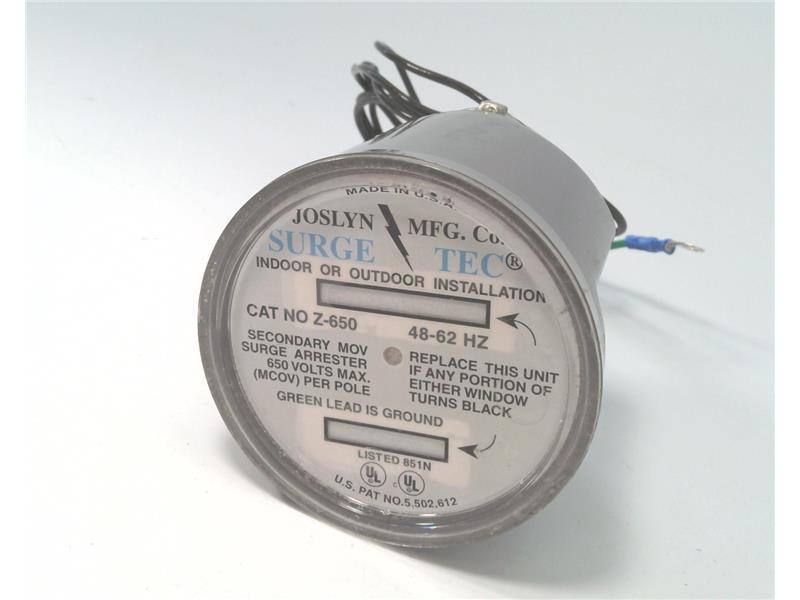 MADE IN U.S.A.
JOSLYN MFG. Co.
SURGE TEC®
INDOOR OR OUTDOOR INSTALLATION
CAT NO Z-650 48-62 HZ
SECONDARY MOV
SURGE ARRESTER
650 VOLTS MAX.
(MCOV) PER POLE
REPLACE THIS UNIT
IF ANY PORTION OF
EITHER WINDOW
TURNS BLACK
GREEN LEAD IS GROUND
LISTED 851N
UL c UL
U.S. PAT NO.5,502,612